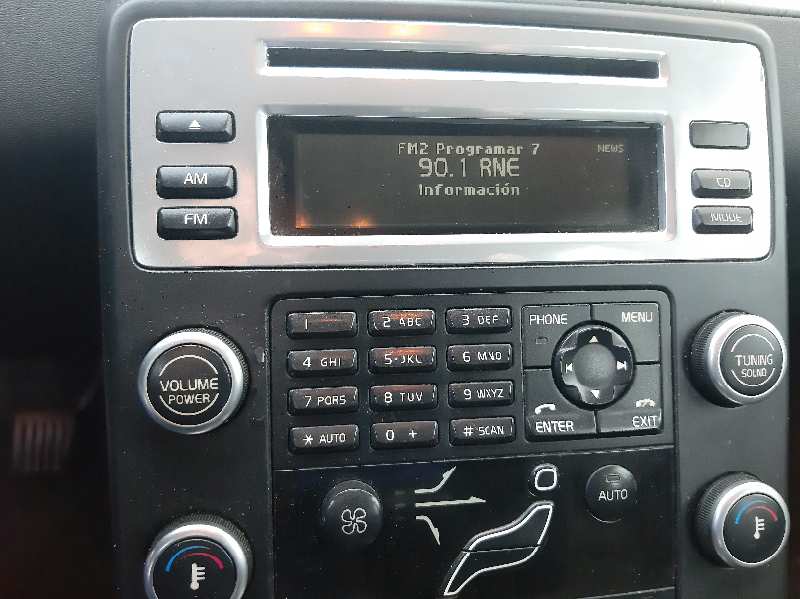 FM2 Programar 7 NEWS
90.1 RNE
Información
AM
FM
CD
MODE
1
2 ABC
3 DEF
4 GHI
5 JKL
6 MNO
7 PQRS
8 TUV
9 WXYZ
* AUTO
0 +
# SCAN
PHONE
MENU
ENTER
EXIT
VOLUME
POWER
TUNING
SOUND
AUTO